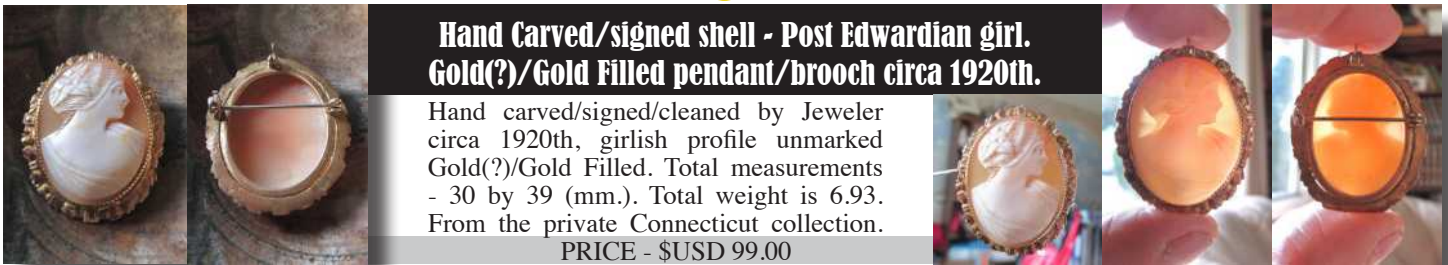 Hand Carved/signed shell - Post Edwardian girl.
Gold(?)/Gold Filled pendant/brooch circa 1920th.
Hand carved/signed/cleaned by Jeweler
circa 1920th, girlish profile unmarked
Gold(?)/Gold Filled. Total measurements
- 30 by 39 (mm.). Total weight is 6.93.
From the private Connecticut collection.
PRICE - $USD 99.00